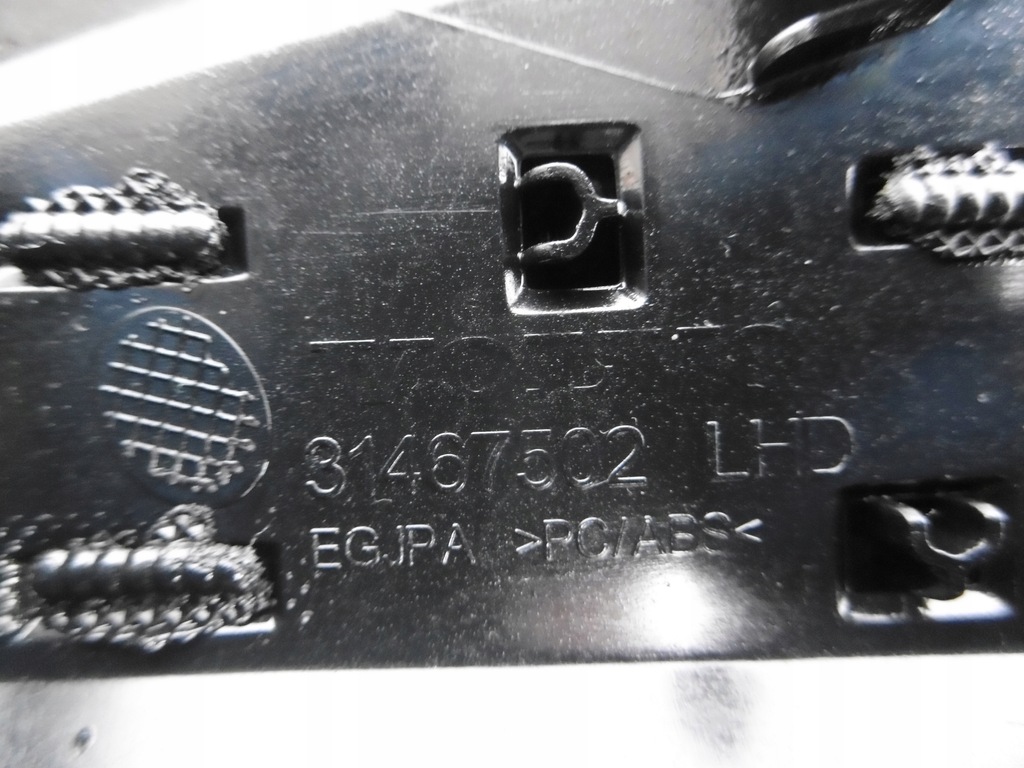 31467502 LHD
EGJPA >PC/ABS<